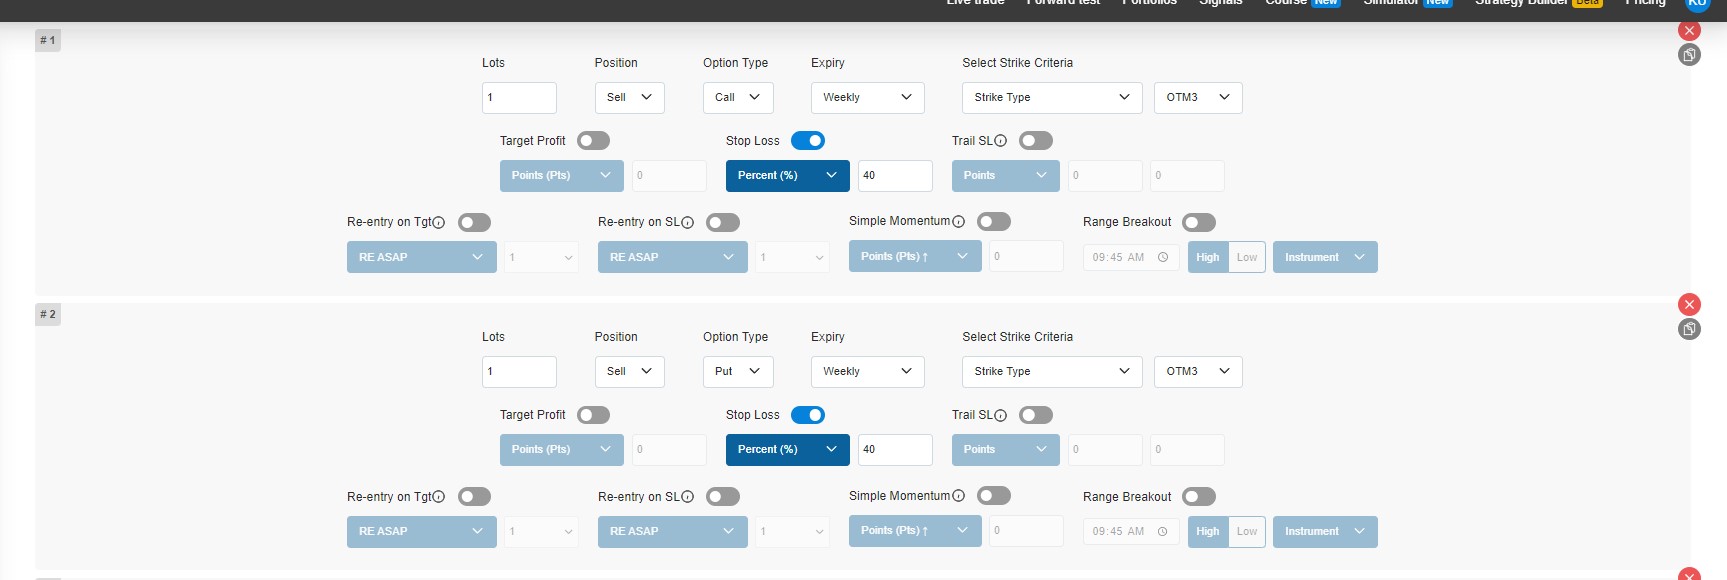 Live trade Forward test Portfolios Signals Course New Simulator New Strategy Builder Beta Pricing KU
# 1
Lots Position Option Type Expiry Select Strike Criteria
1 Sell Call Weekly Strike Type OTM3
Target Profit Stop Loss Trail SL
Points (Pts) 0 Percent (%) 40 Points 0 0
Re-entry on Tgt Re-entry on SL Simple Momentum Range Breakout
RE ASAP 1 RE ASAP 1 Points (Pts) ↑ 0 09:45 AM High Low Instrument
# 2
Lots Position Option Type Expiry Select Strike Criteria
1 Sell Put Weekly Strike Type OTM3
Target Profit Stop Loss Trail SL
Points (Pts) 0 Percent (%) 40 Points 0 0
Re-entry on Tgt Re-entry on SL Simple Momentum Range Breakout
RE ASAP 1 RE ASAP 1 Points (Pts) ↑ 0 09:45 AM High Low Instrument